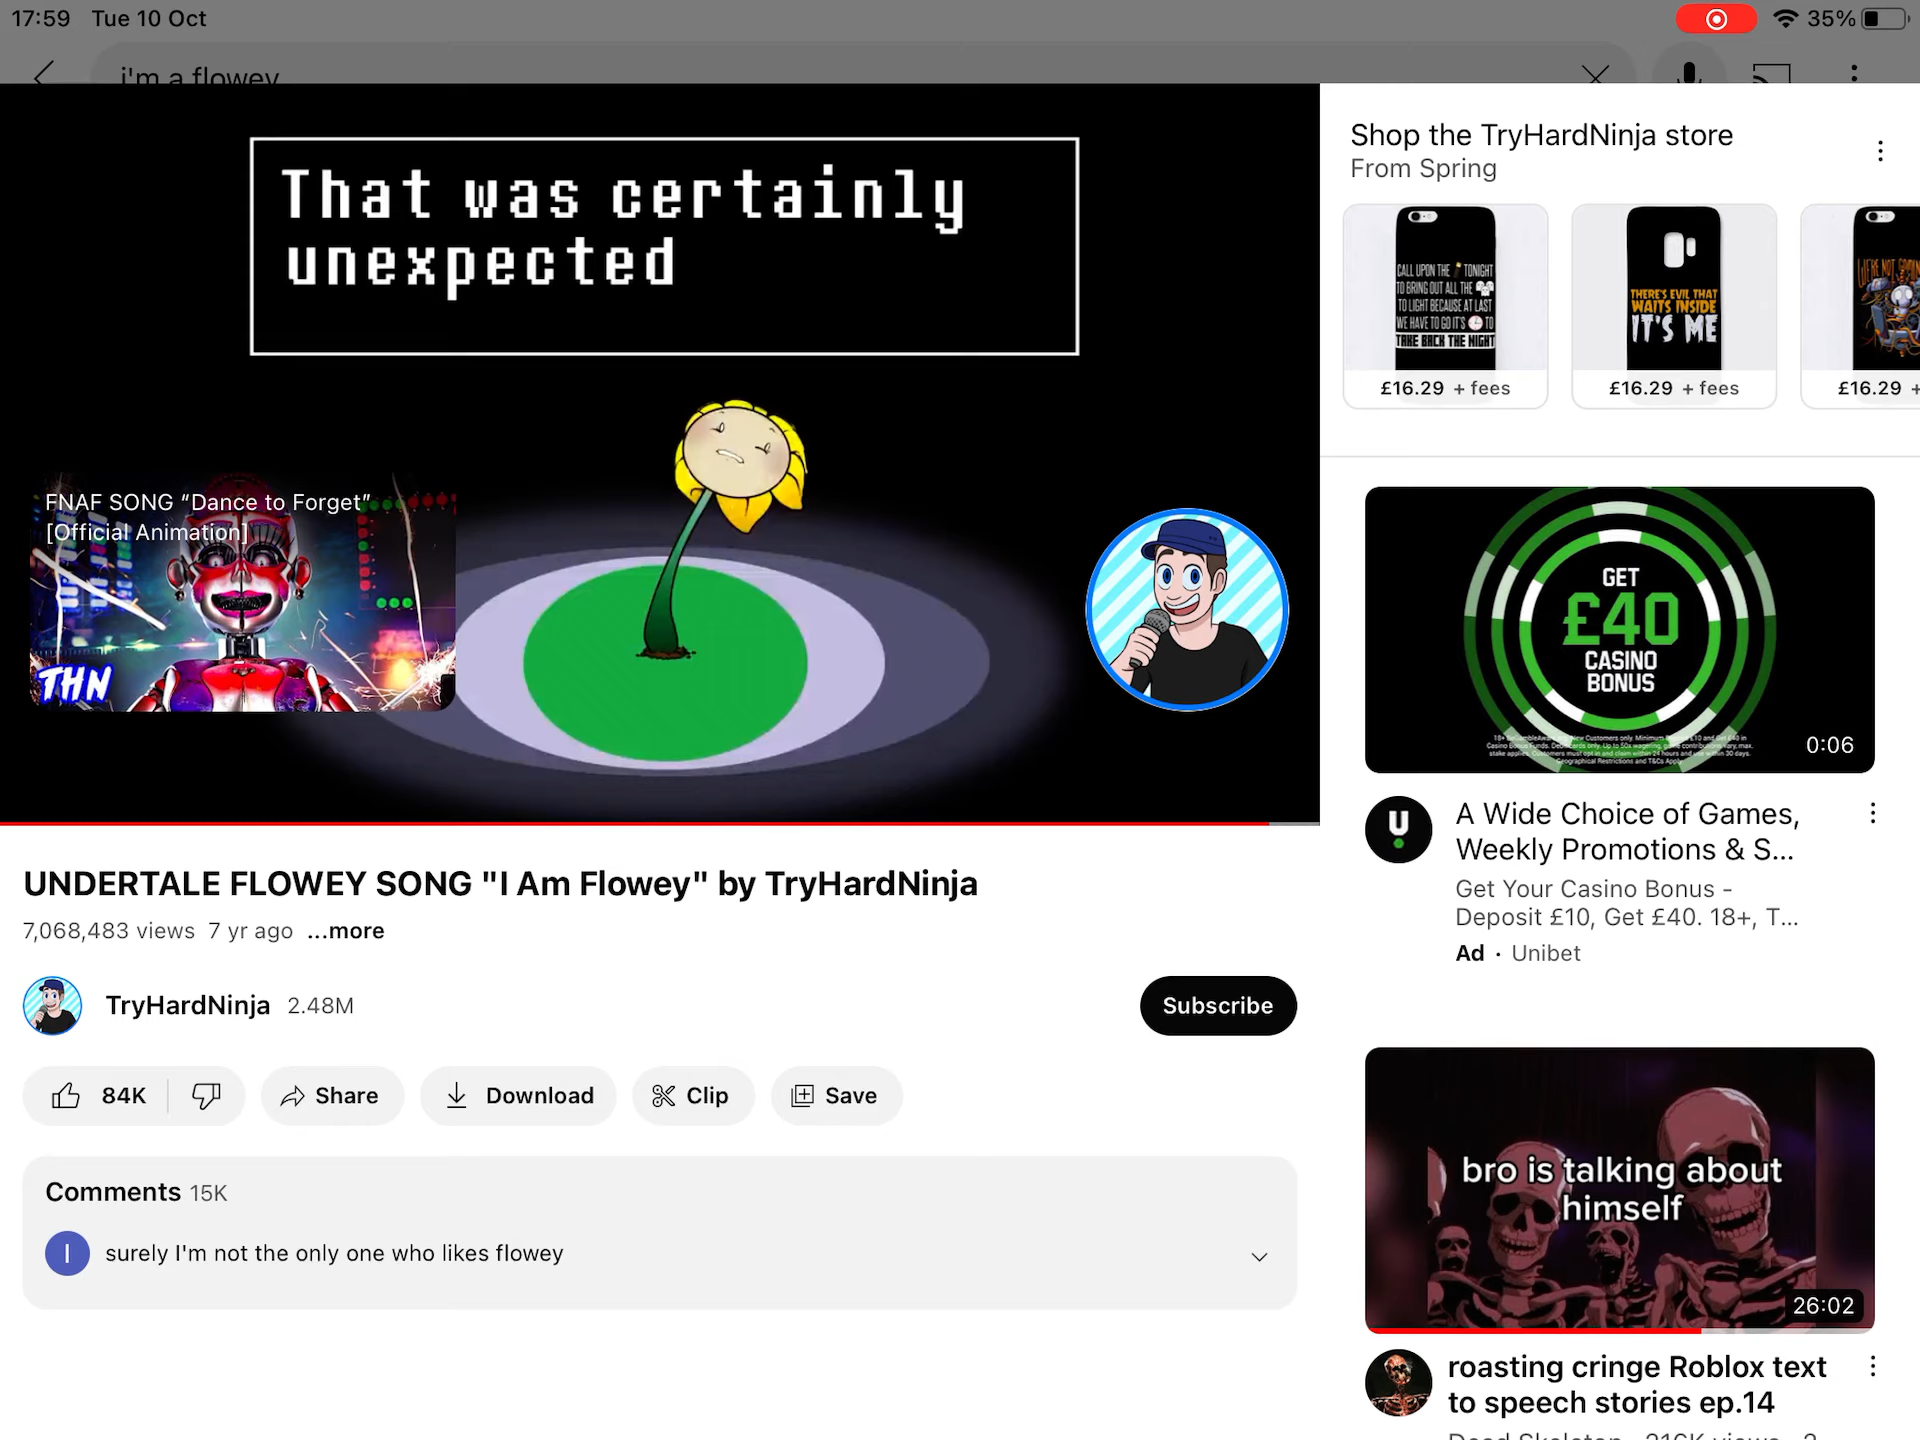 17:59 Tue 10 Oct
35%
i'm a flowey
That was certainly
unexpected
FNAF SONG “Dance to Forget”
[Official Animation]
THN
UNDERTALE FLOWEY SONG "I Am Flowey" by TryHardNinja
7,068,483 views 7 yr ago ...more
TryHardNinja 2.48M
Subscribe
84K
Share
Download
Clip
Save
Comments 15K
I
surely I'm not the only one who likes flowey
Shop the TryHardNinja store
From Spring
CALL UPON THE TONIGHT
TO BRING OUT ALL THE
TO LIGHT BECAUSE AT LAST
WE HAVE TO GO IT'S TO
TAKE BACK THE NIGHT
£16.29 + fees
THERE'S EVIL THAT
WAITS INSIDE
IT'S ME
£16.29 + fees
WE'RE NOT
£16.29 +
GET
£40
CASINO
BONUS
0:06
U
A Wide Choice of Games,
Weekly Promotions & S...
Get Your Casino Bonus -
Deposit £10, Get £40. 18+, T...
Ad · Unibet
bro is talking about
himself
26:02
roasting cringe Roblox text
to speech stories ep.14